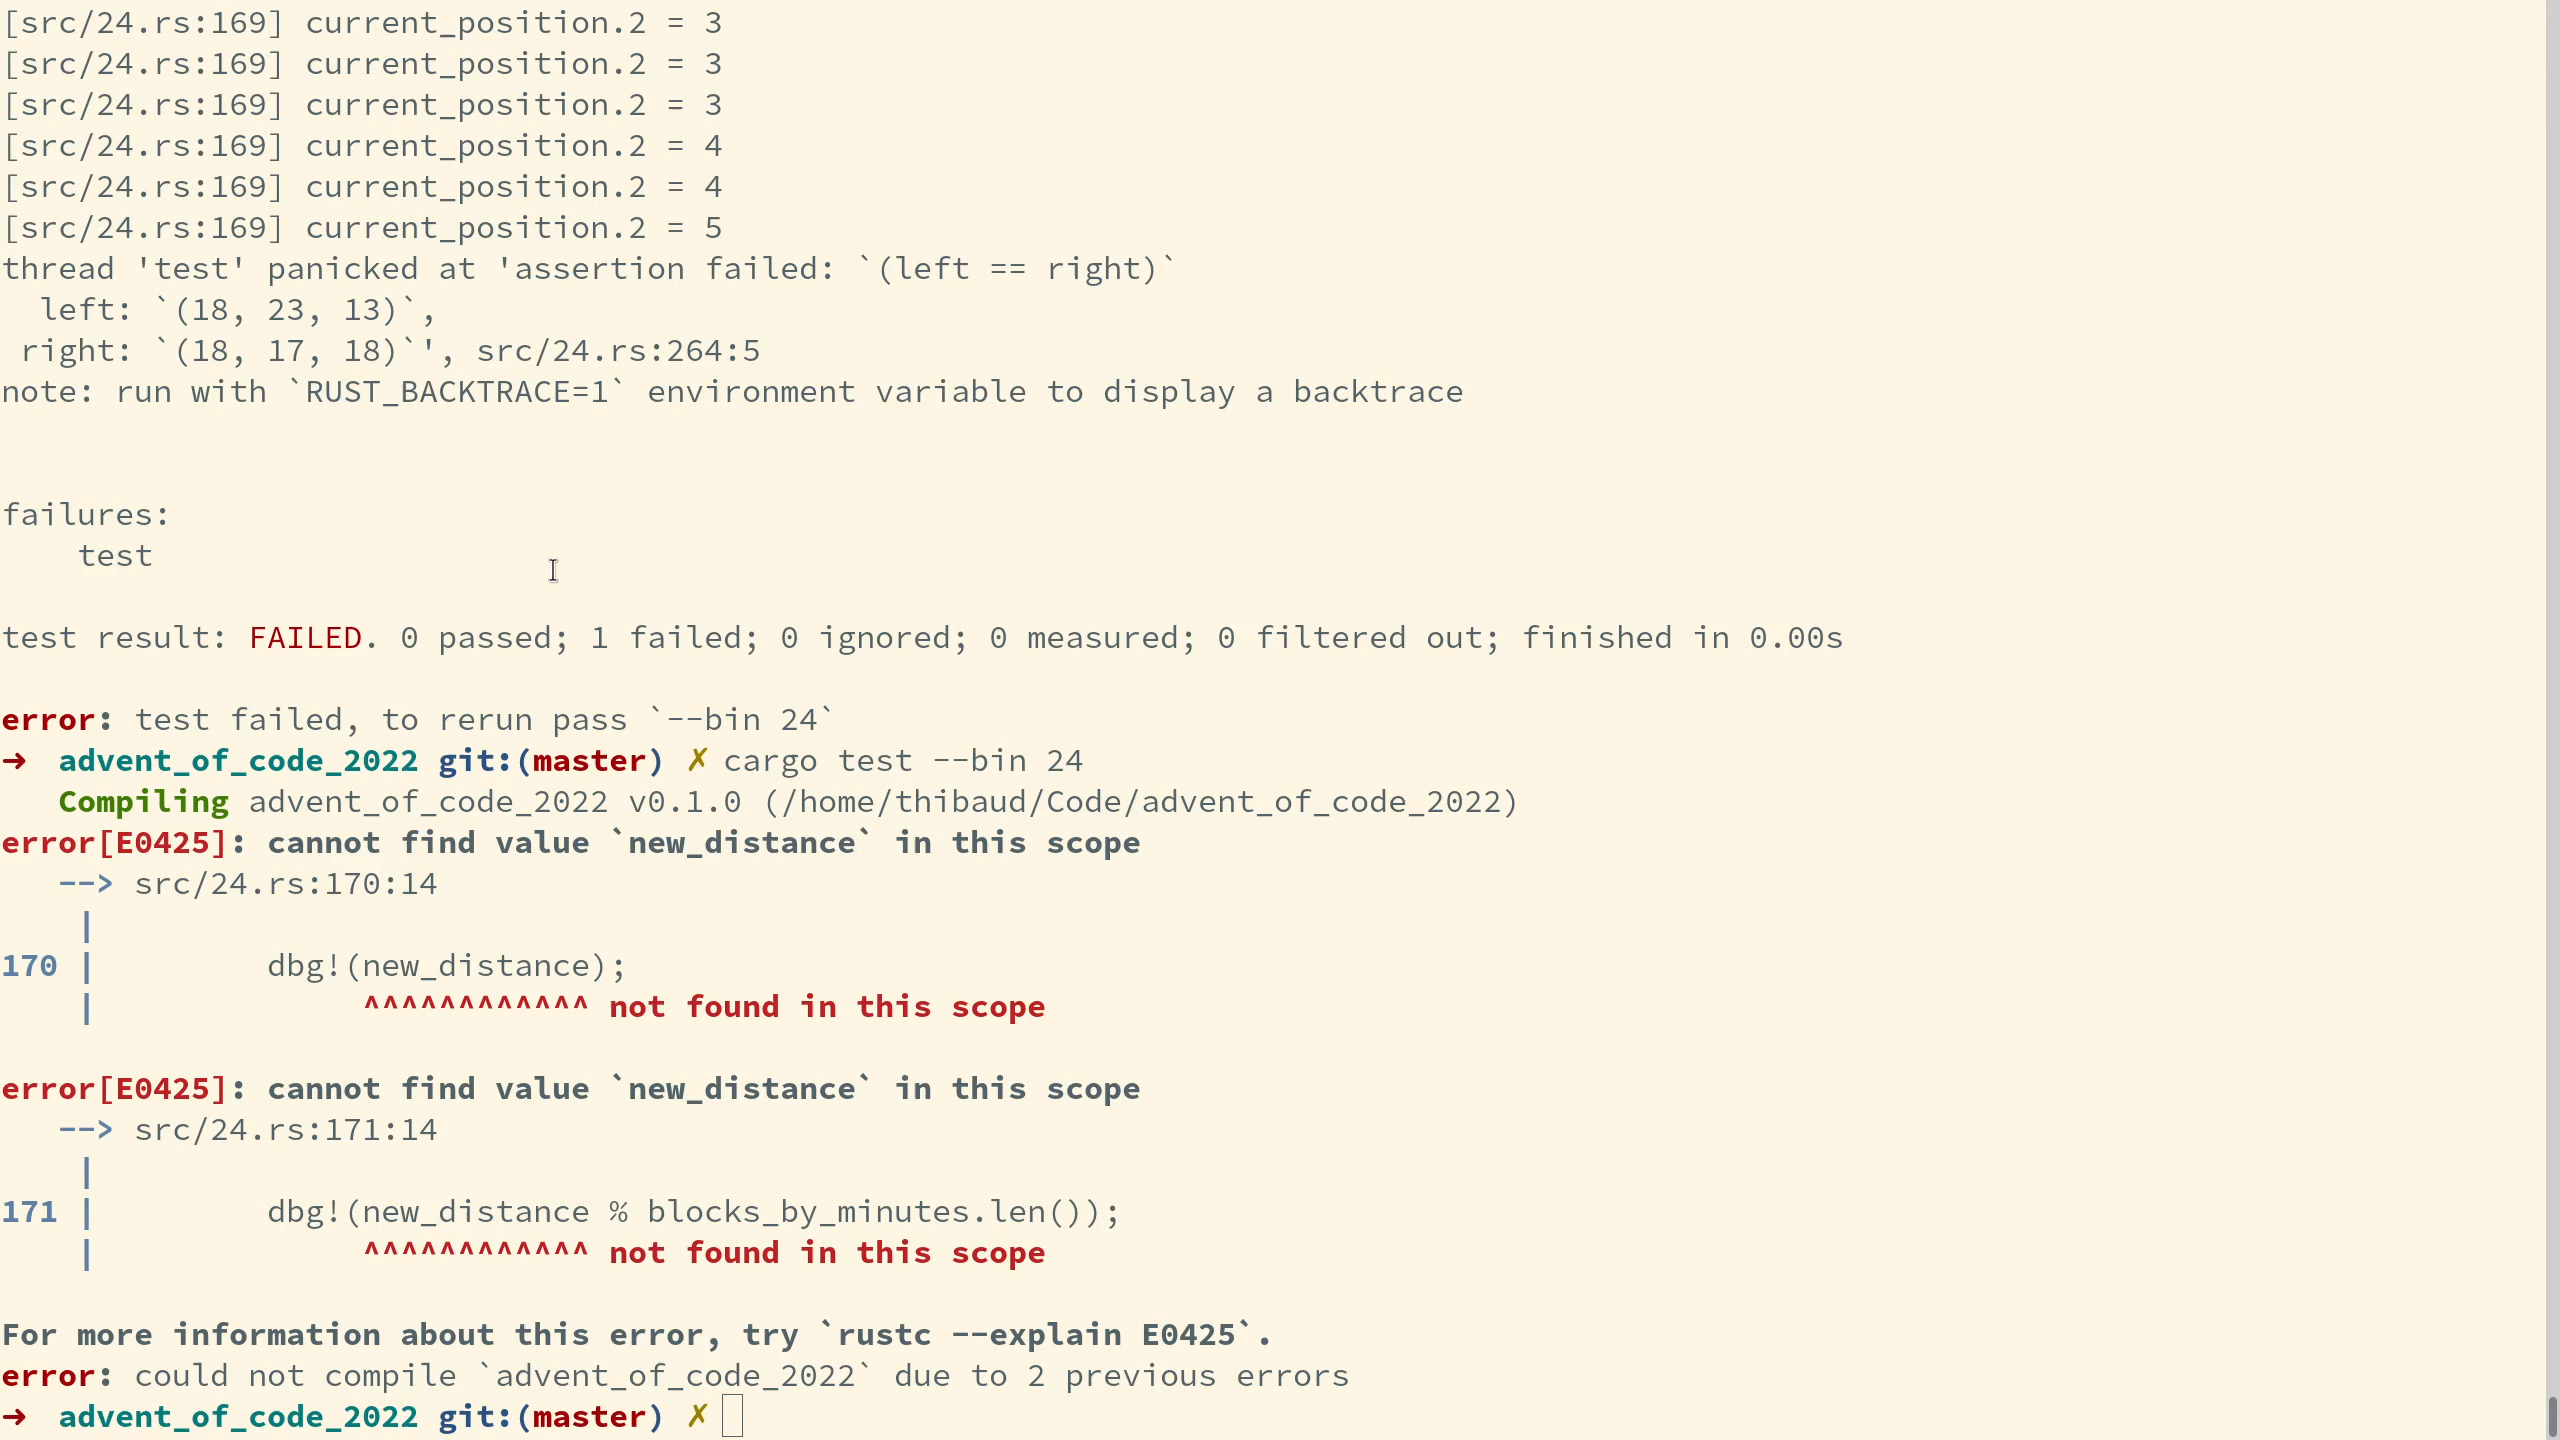 [src/24.rs:169] current_position.2 = 3
[src/24.rs:169] current_position.2 = 3
[src/24.rs:169] current_position.2 = 3
[src/24.rs:169] current_position.2 = 4
[src/24.rs:169] current_position.2 = 4
[src/24.rs:169] current_position.2 = 5
thread 'test' panicked at 'assertion failed: `(left == right)`
  left: `(18, 23, 13)`,
 right: `(18, 17, 18)`', src/24.rs:264:5
note: run with `RUST_BACKTRACE=1` environment variable to display a backtrace
failures:
    test
test result: FAILED. 0 passed; 1 failed; 0 ignored; 0 measured; 0 filtered out; finished in 0.00s
error: test failed, to rerun pass `--bin 24`
➜  advent_of_code_2022 git:(master) ✗ cargo test --bin 24
   Compiling advent_of_code_2022 v0.1.0 (/home/thibaud/Code/advent_of_code_2022)
error[E0425]: cannot find value `new_distance` in this scope
   --> src/24.rs:170:14
    |
170 |         dbg!(new_distance);
    |              ^^^^^^^^^^^^ not found in this scope
error[E0425]: cannot find value `new_distance` in this scope
   --> src/24.rs:171:14
    |
171 |         dbg!(new_distance % blocks_by_minutes.len());
    |              ^^^^^^^^^^^^ not found in this scope
For more information about this error, try `rustc --explain E0425`.
error: could not compile `advent_of_code_2022` due to 2 previous errors
➜  advent_of_code_2022 git:(master) ✗